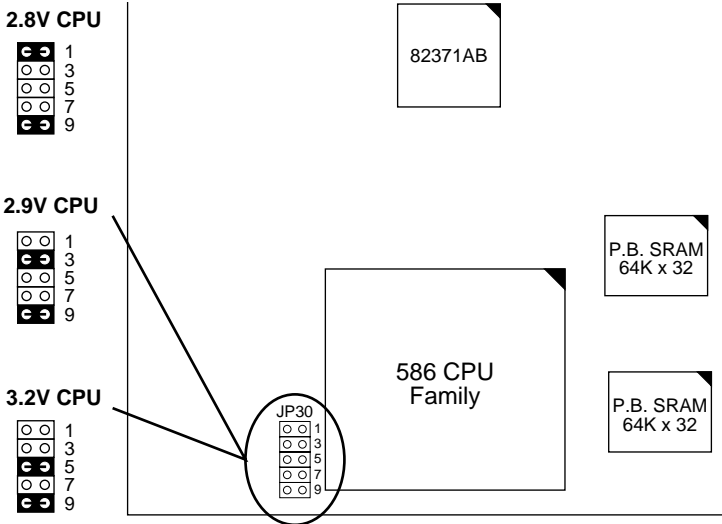 2.8V CPU
1
3
5
7
9
2.9V CPU
1
3
5
7
9
3.2V CPU
1
3
5
7
9
82371AB
P.B. SRAM
64K x 32
586 CPU
Family
P.B. SRAM
64K x 32
JP30
1
3
5
7
9